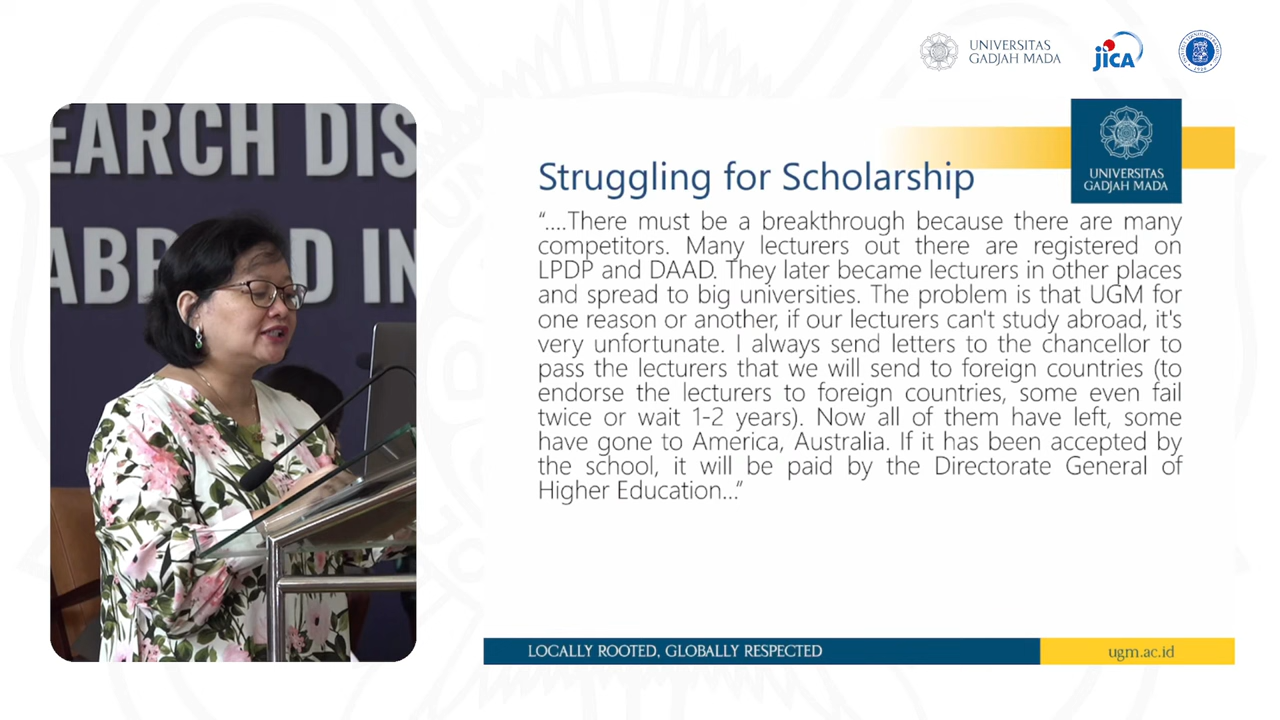 UNIVERSITAS
GADJAH MADA
JICA
EARCH DIS
ABR D IN
UNIVERSITAS
GADJAH MADA
Struggling for Scholarship
“....There must be a breakthrough because there are many
competitors. Many lecturers out there are registered on
LPDP and DAAD. They later became lecturers in other places
and spread to big universities. The problem is that UGM for
one reason or another, if our lecturers can't study abroad, it's
very unfortunate. I always send letters to the chancellor to
pass the lecturers that we will send to foreign countries (to
endorse the lecturers to foreign countries, some even fail
twice or wait 1-2 years). Now all of them have left, some
have gone to America, Australia. If it has been accepted by
the school, it will be paid by the Directorate General of
Higher Education...”
LOCALLY ROOTED, GLOBALLY RESPECTED
ugm.ac.id